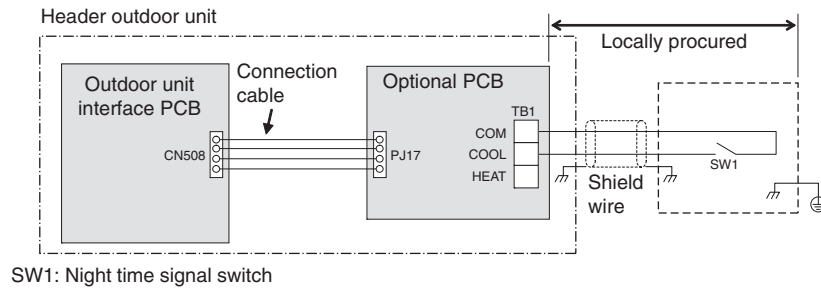 Header outdoor unit
Locally procured
Outdoor unit
interface PCB
Connection
cable
Optional PCB
TB1
COM
COOL
HEAT
CN508
PJ17
SW1
Shield
wire
SW1: Night time signal switch